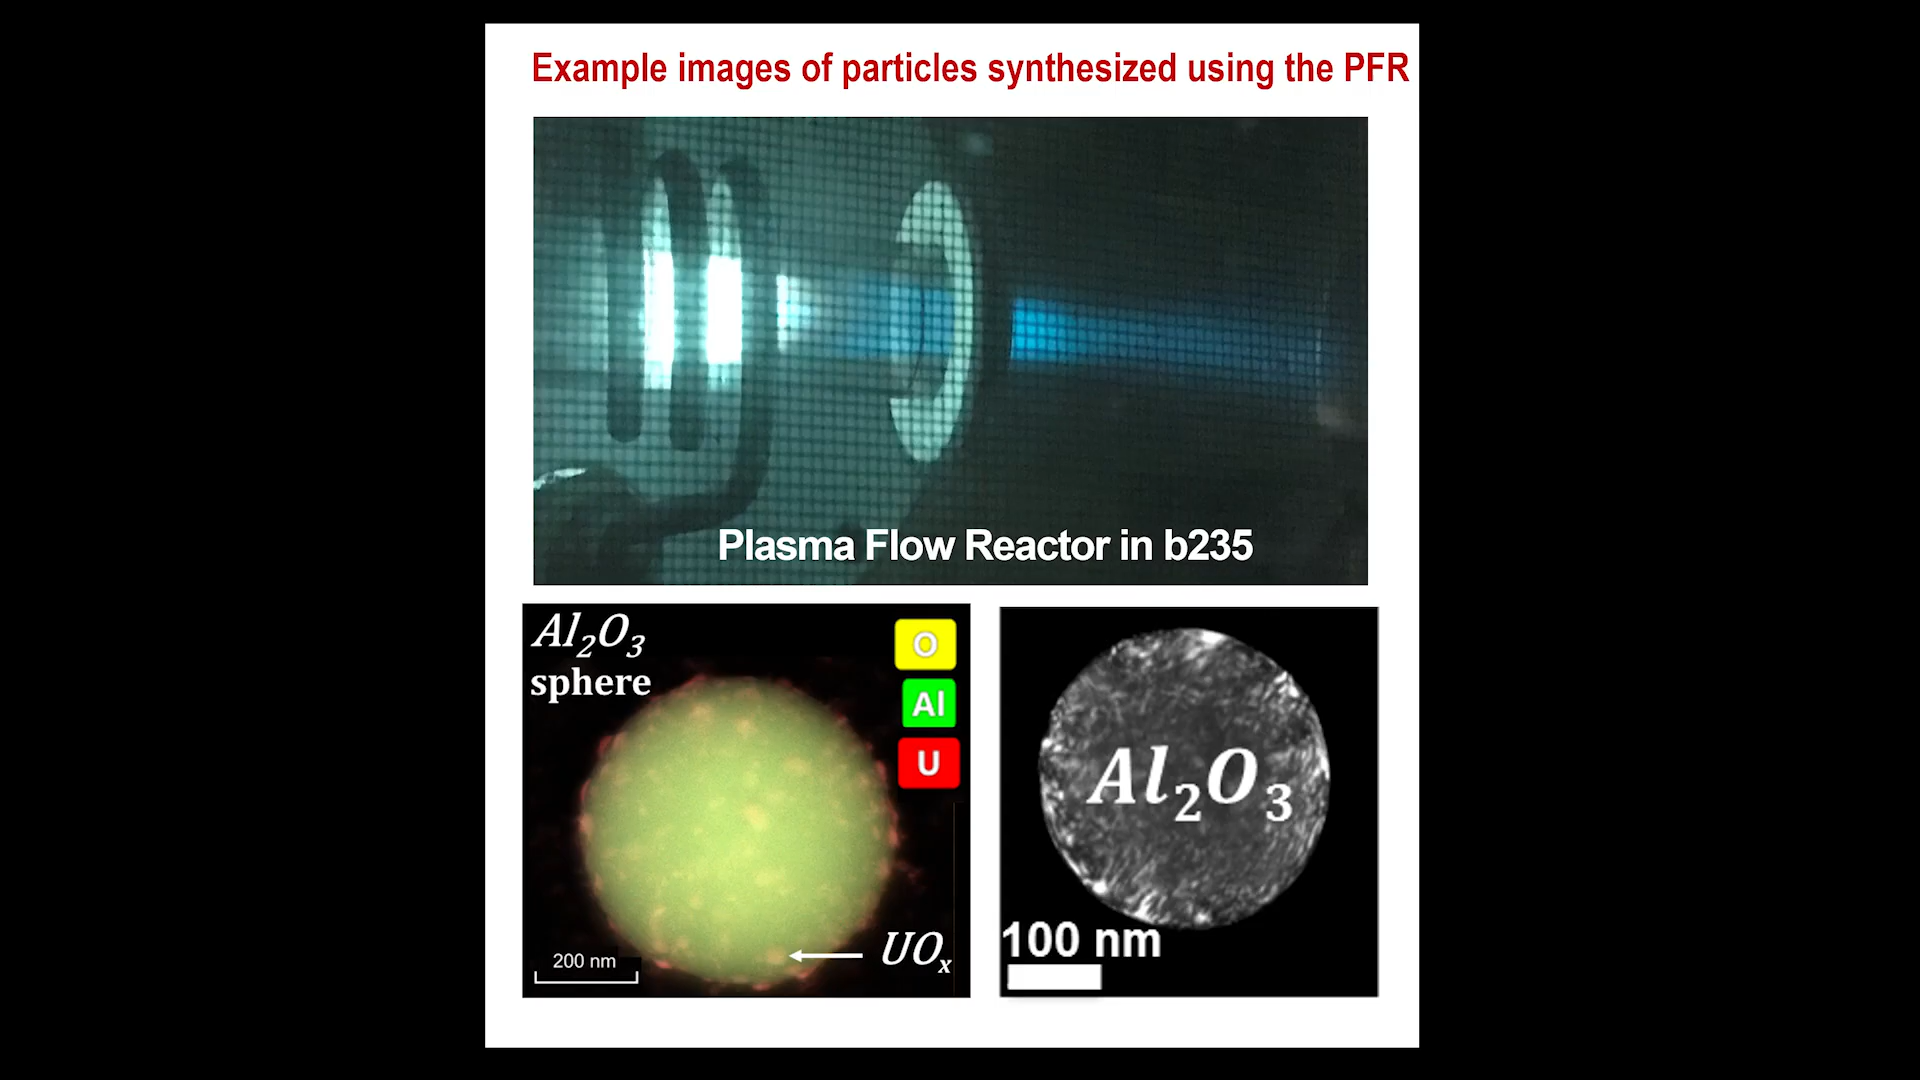 Example images of particles synthesized using the PFR
Plasma Flow Reactor in b235
Al₂O₃
sphere
O
Al
U
UOₓ
200 nm
Al₂O₃
100 nm